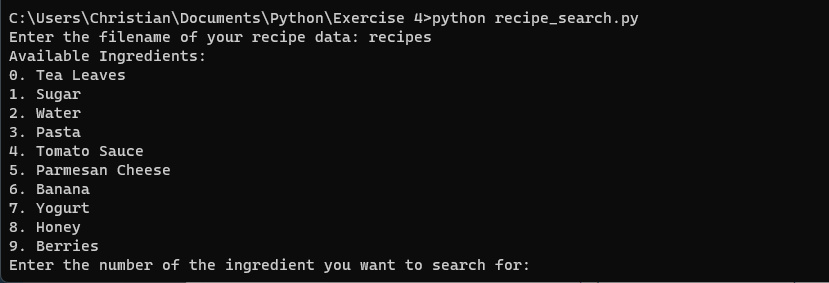 C:\Users\Christian\Documents\Python\Exercise 4>python recipe_search.py
Enter the filename of your recipe data: recipes
Available Ingredients:
0. Tea Leaves
1. Sugar
2. Water
3. Pasta
4. Tomato Sauce
5. Parmesan Cheese
6. Banana
7. Yogurt
8. Honey
9. Berries
Enter the number of the ingredient you want to search for: